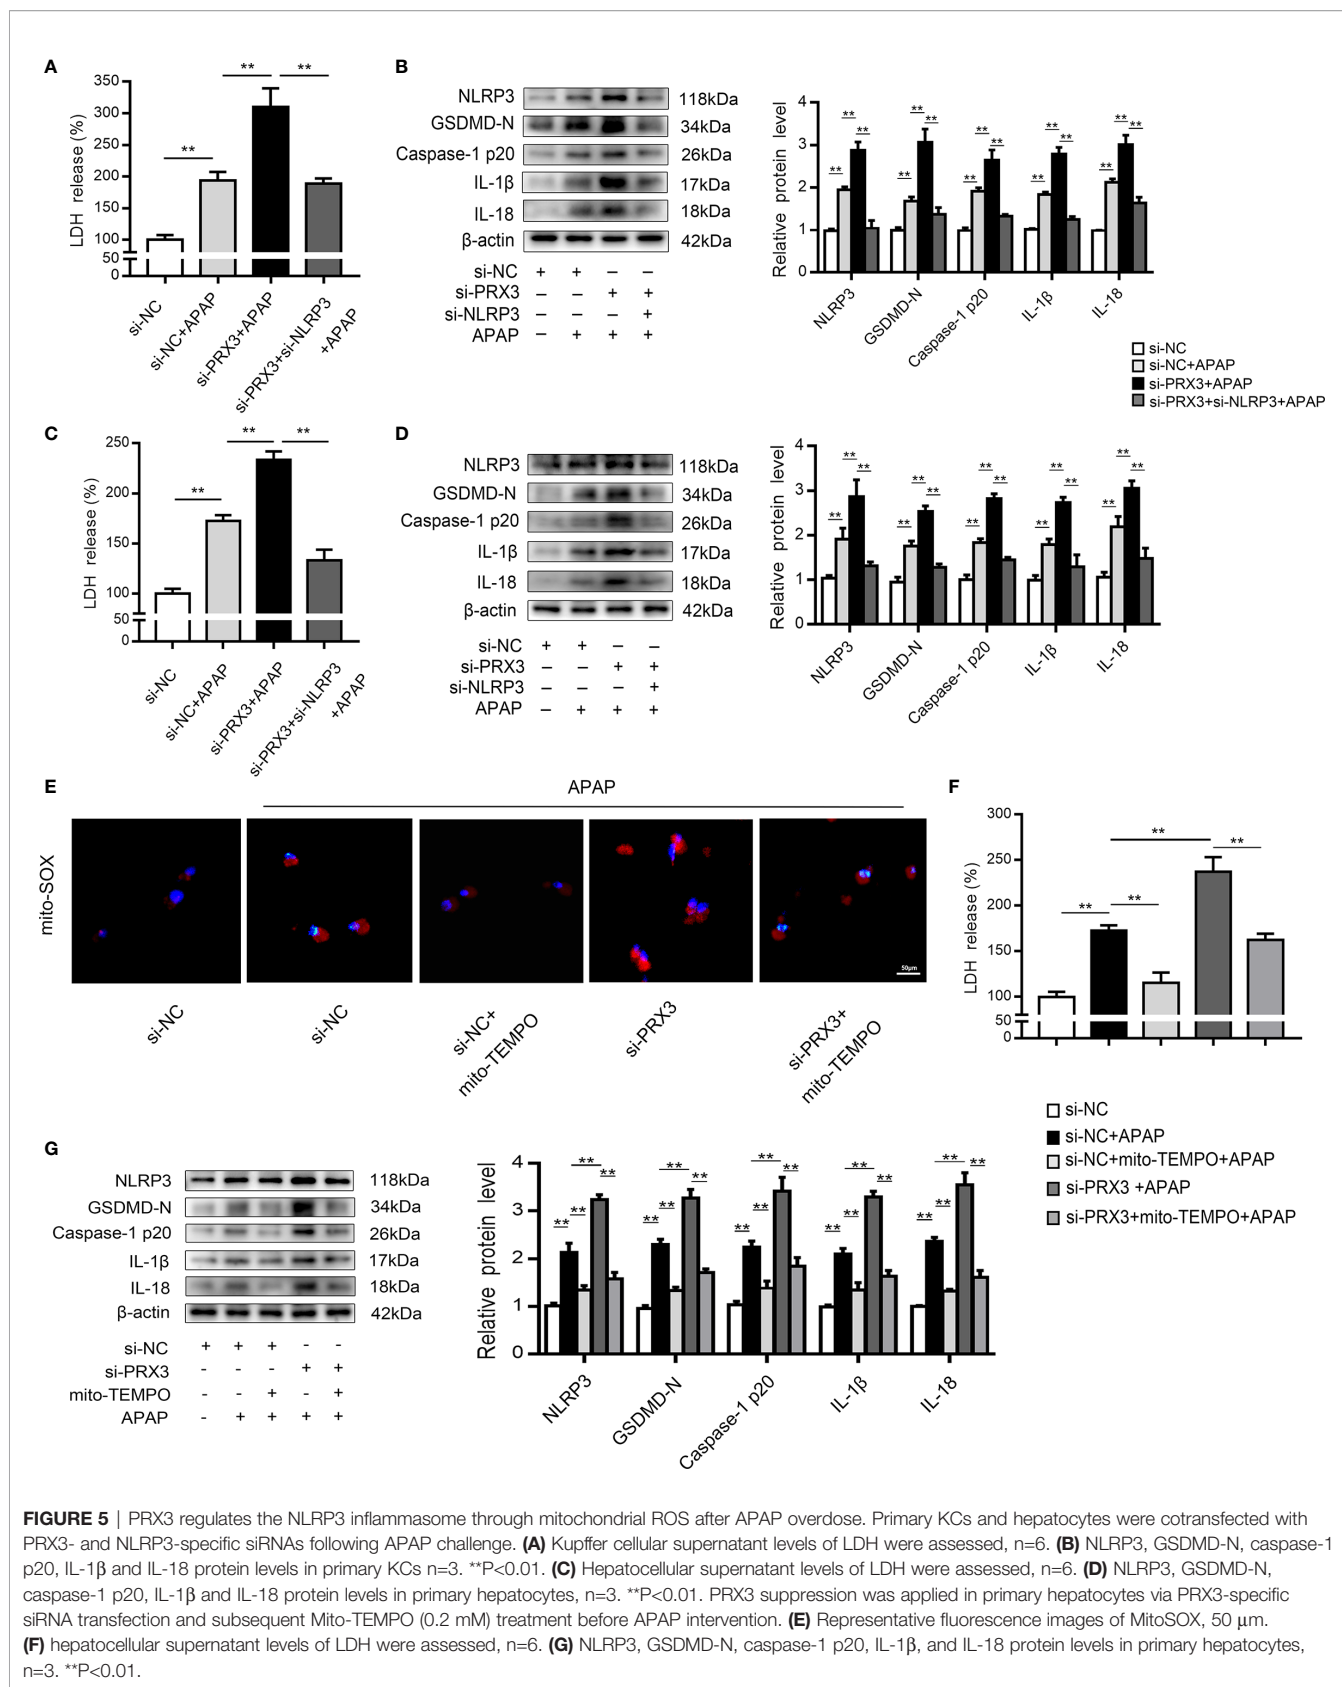 A
LDH release (%)
350
300
250
200
150
100
50
0
**
**
**
si-NC
si-NC+APAP
si-PRX3+APAP
si-PRX3+si-NLRP3
+APAP
B
NLRP3 118kDa
GSDMD-N 34kDa
Caspase-1 p20 26kDa
IL-1β 17kDa
IL-18 18kDa
β-actin 42kDa
si-NC + + – –
si-PRX3 – – + +
si-NLRP3 – – – +
APAP – + + +
Relative protein level
4
3
2
1
0
** ** **
** ** **
** ** **
** ** **
** ** **
NLRP3
GSDMD-N
Caspase-1 p20
IL-1β
IL-18
si-NC
si-NC+APAP
si-PRX3+APAP
si-PRX3+si-NLRP3+APAP
C
LDH release (%)
250
200
150
100
50
0
**
**
**
si-NC
si-NC+APAP
si-PRX3+APAP
si-PRX3+si-NLRP3
+APAP
D
NLRP3 118kDa
GSDMD-N 34kDa
Caspase-1 p20 26kDa
IL-1β 17kDa
IL-18 18kDa
β-actin 42kDa
si-NC + + – –
si-PRX3 – – + +
si-NLRP3 – – – +
APAP – + + +
Relative protein level
4
3
2
1
0
** ** **
** ** **
** ** **
** ** **
** ** **
NLRP3
GSDMD-N
Caspase-1 p20
IL-1β
IL-18
E
APAP
mito-SOX
50μm
si-NC
si-NC
si-NC+
mito-TEMPO
si-PRX3
si-PRX3+
mito-TEMPO
F
LDH release (%)
300
250
200
150
100
50
0
**
**
**
**
si-NC
si-NC+APAP
si-NC+mito-TEMPO+APAP
si-PRX3 +APAP
si-PRX3+mito-TEMPO+APAP
G
NLRP3 118kDa
GSDMD-N 34kDa
Caspase-1 p20 26kDa
IL-1β 17kDa
IL-18 18kDa
β-actin 42kDa
si-NC + + + - -
si-PRX3 - - - + +
mito-TEMPO - - + - +
APAP - + + + +
Relative protein level
4
3
2
1
0
** ** ** **
** ** ** **
** ** ** **
** ** ** **
** ** ** **
NLRP3
GSDMD-N
Caspase-1 p20
IL-1β
IL-18
FIGURE 5 | PRX3 regulates the NLRP3 inflammasome through mitochondrial ROS after APAP overdose. Primary KCs and hepatocytes were cotransfected with
PRX3- and NLRP3-specific siRNAs following APAP challenge. (A) Kupffer cellular supernatant levels of LDH were assessed, n=6. (B) NLRP3, GSDMD-N, caspase-1
p20, IL-1β and IL-18 protein levels in primary KCs n=3. **P<0.01. (C) Hepatocellular supernatant levels of LDH were assessed, n=6. (D) NLRP3, GSDMD-N,
caspase-1 p20, IL-1β and IL-18 protein levels in primary hepatocytes, n=3. **P<0.01. PRX3 suppression was applied in primary hepatocytes via PRX3-specific
siRNA transfection and subsequent Mito-TEMPO (0.2 mM) treatment before APAP intervention. (E) Representative fluorescence images of MitoSOX, 50 μm.
(F) hepatocellular supernatant levels of LDH were assessed, n=6. (G) NLRP3, GSDMD-N, caspase-1 p20, IL-1β, and IL-18 protein levels in primary hepatocytes,
n=3. **P<0.01.